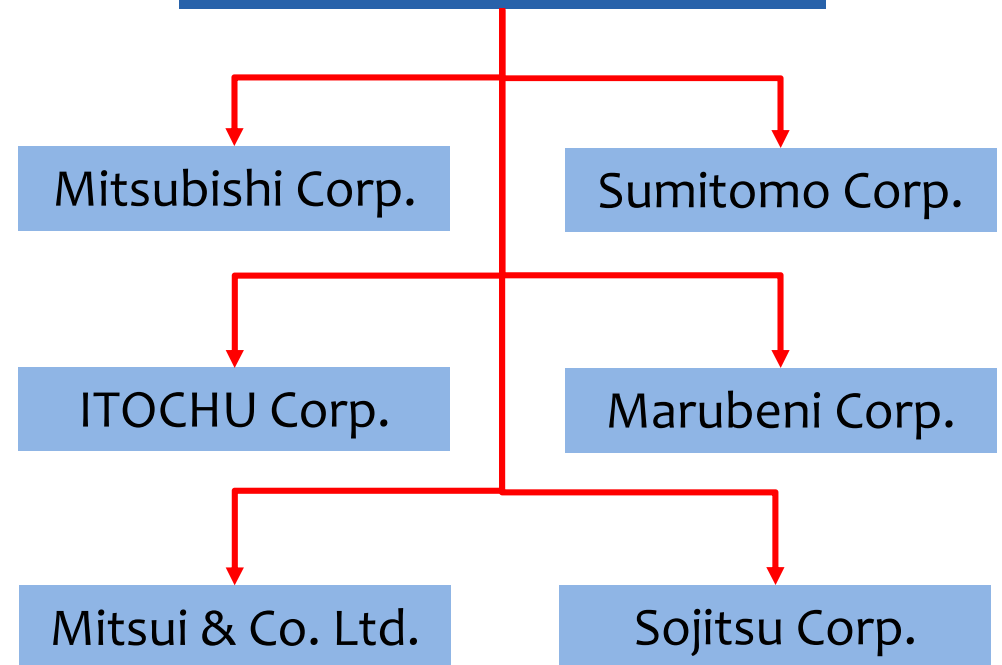 Mitsubishi Corp.
Sumitomo Corp.
ITOCHU Corp.
Marubeni Corp.
Mitsui & Co. Ltd.
Sojitsu Corp.